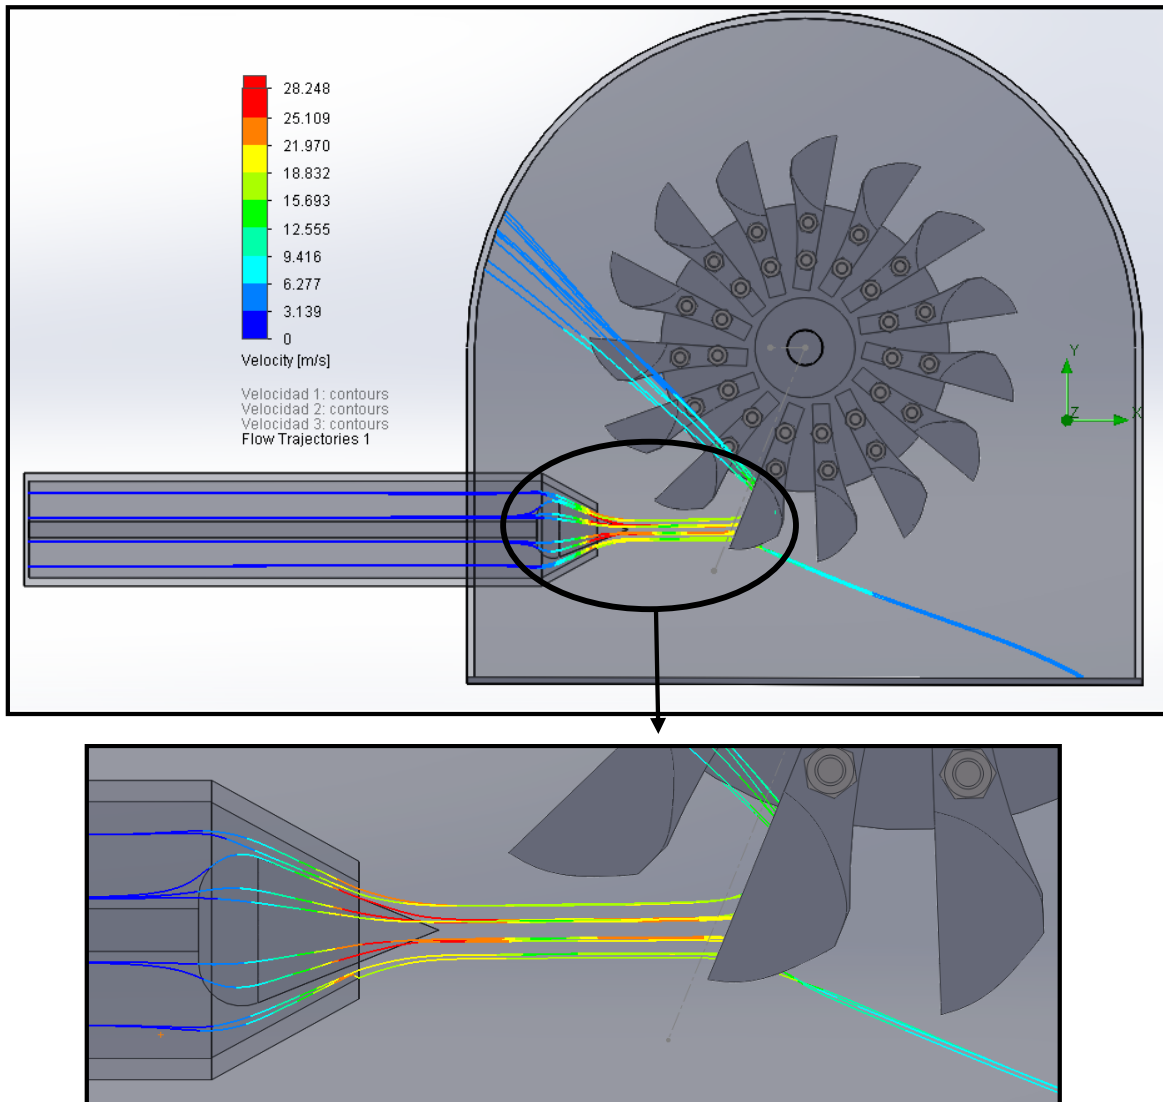 28.248
25.109
21.970
18.832
15.693
12.555
9.416
6.277
3.139
0
Velocity [m/s]
Velocidad 1: contours
Velocidad 2: contours
Velocidad 3: contours
Flow Trajectories 1
Y
Z
X